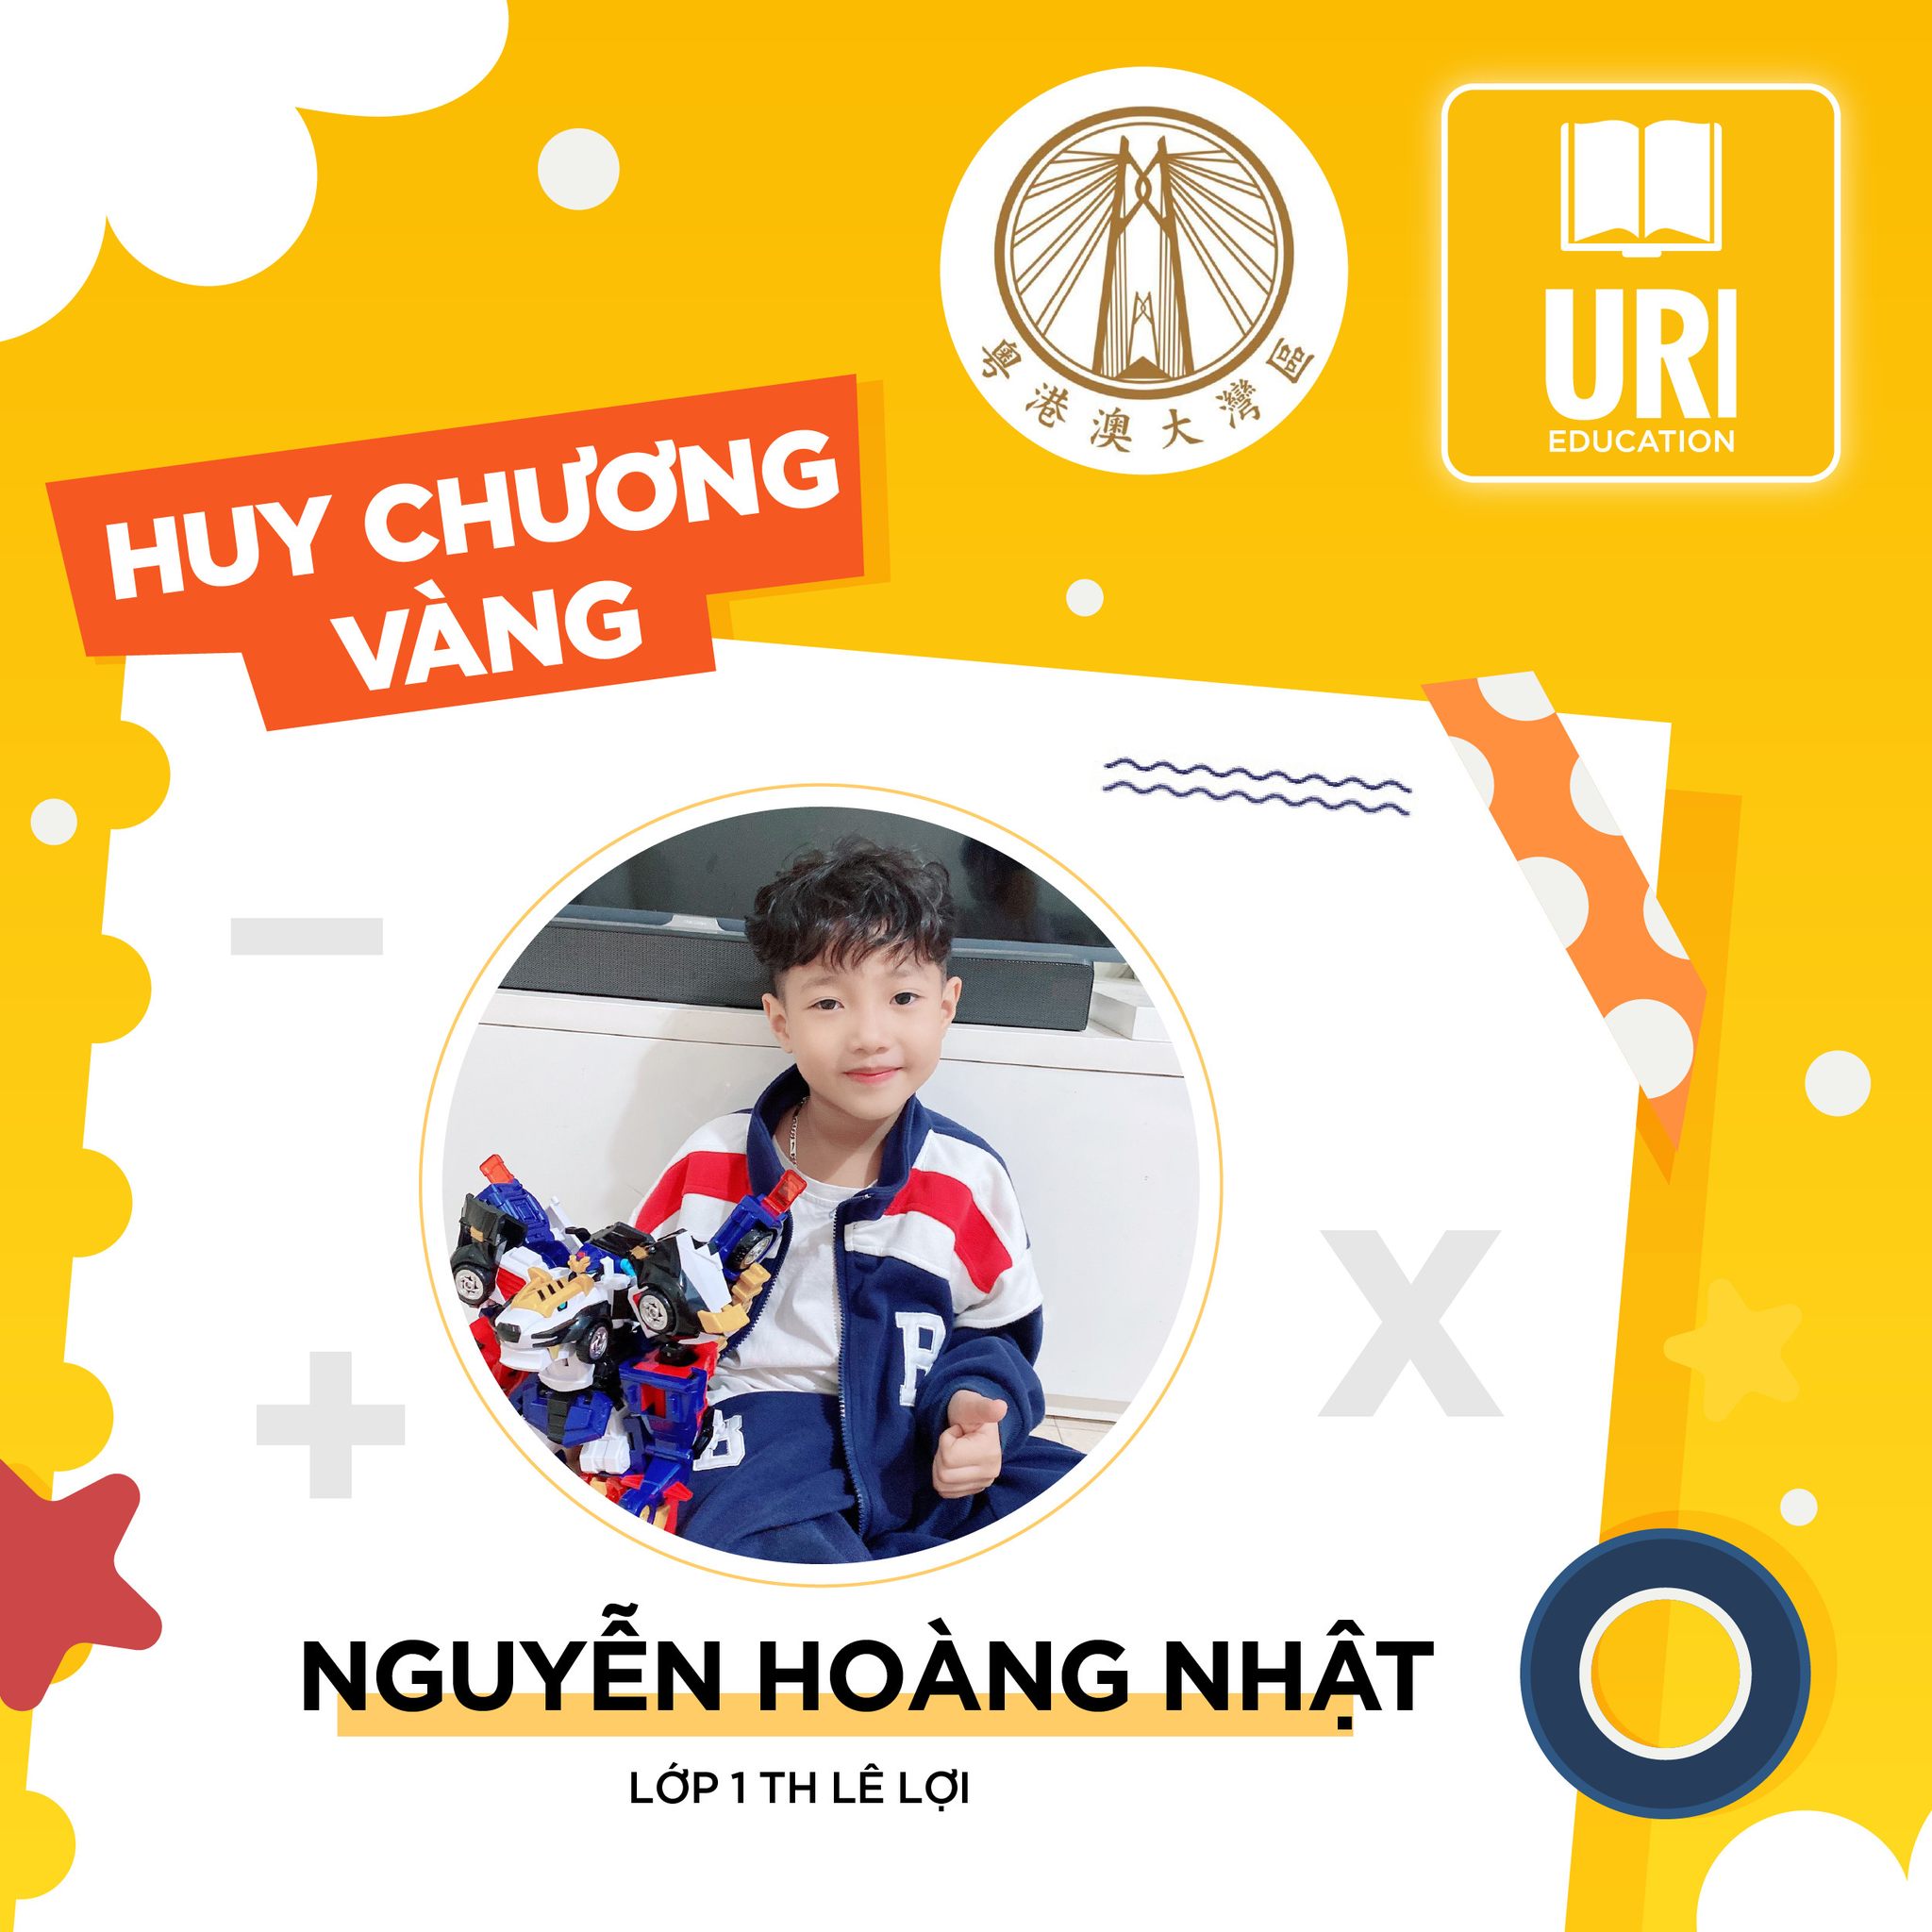 粵港澳大灣區
URI
EDUCATION
HUY CHƯƠNG
VÀNG
R
B
NGUYỄN HOÀNG NHẬT
LỚP 1 TH LÊ LỢI